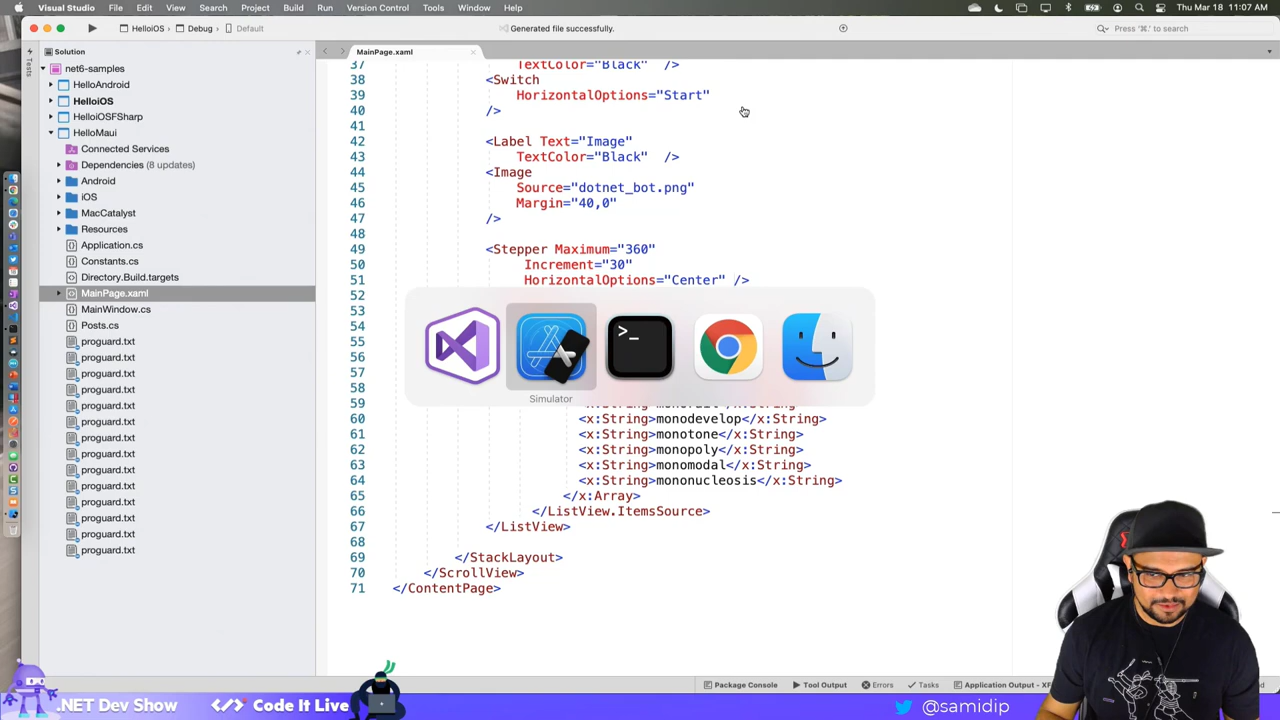 Visual Studio File Edit View Search Project Build Run Version Control Tools Window Help
Thu Mar 18 11:07 AM
HelloiOS Debug Default
Generated file successfully.
Press '⌘.' to search
Solution
Tests
MainPage.xaml
net6-samples
HelloAndroid
HelloiOS
HelloiOSFSharp
HelloMaui
Connected Services
Dependencies (8 updates)
Android
iOS
MacCatalyst
Resources
Application.cs
Constants.cs
Directory.Build.targets
MainPage.xaml
MainWindow.cs
Posts.cs
proguard.txt
proguard.txt
proguard.txt
proguard.txt
proguard.txt
proguard.txt
proguard.txt
proguard.txt
proguard.txt
proguard.txt
proguard.txt
proguard.txt
proguard.txt
proguard.txt
37 TextColor="Black" />
38 <Switch
39 HorizontalOptions="Start"
40 />
41
42 <Label Text="Image"
43 TextColor="Black" />
44 <Image
45 Source="dotnet_bot.png"
46 Margin="40,0"
47 />
48
49 <Stepper Maximum="360"
50 Increment="30"
51 HorizontalOptions="Center" />
52
53
54
55
56
57
58
59
60 <x:String>monodevelop</x:String>
61 <x:String>monotone</x:String>
62 <x:String>monopoly</x:String>
63 <x:String>monomodal</x:String>
64 <x:String>mononucleosis</x:String>
65 </x:Array>
66 </ListView.ItemsSource>
67 </ListView>
68
69 </StackLayout>
70 </ScrollView>
71 </ContentPage>
Simulator
Package Console Tool Output Errors Tasks Application Output - XF
.NET Dev Show </> Code It Live @samidip